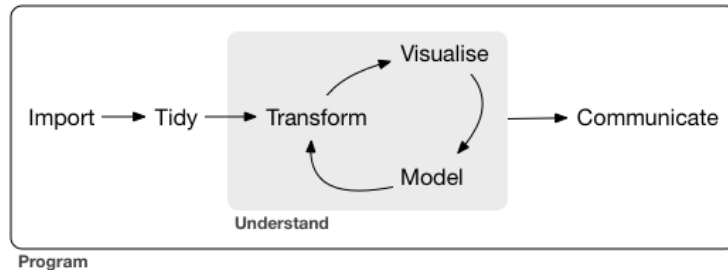 Visualise
Import
Tidy
Transform
Communicate
Model
Understand
Program